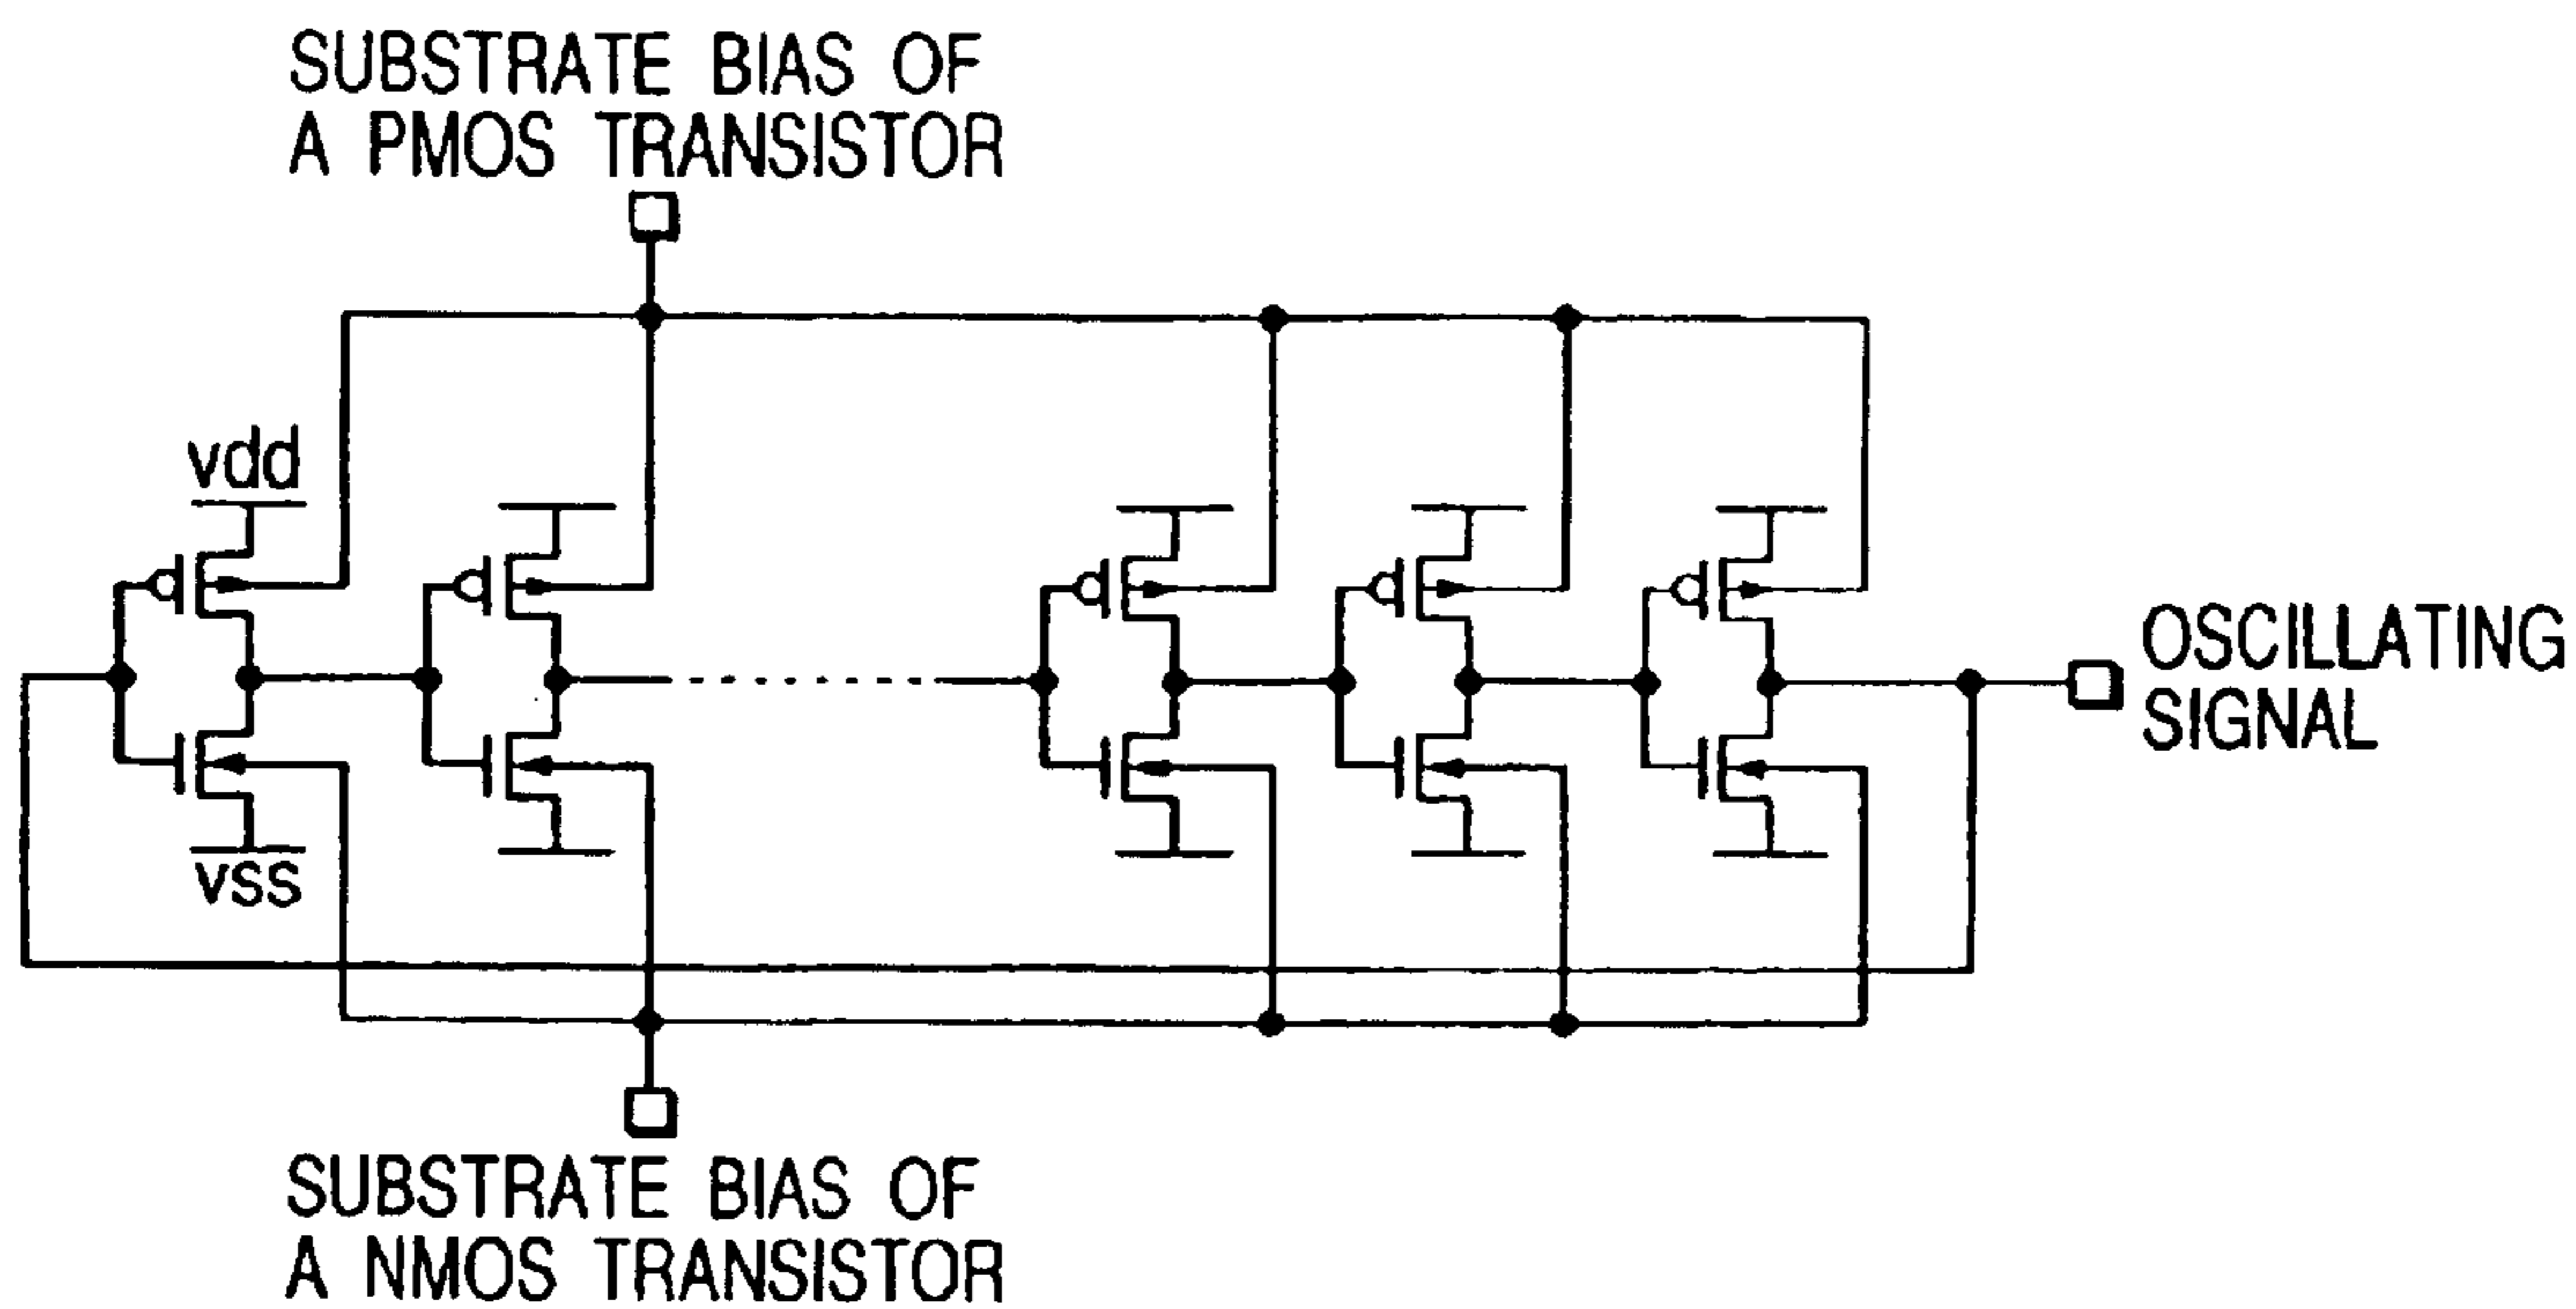 SUBSTRATE BIAS OF
A PMOS TRANSISTOR
vdd
OSCILLATING
SIGNAL
vss
SUBSTRATE BIAS OF
A NMOS TRANSISTOR